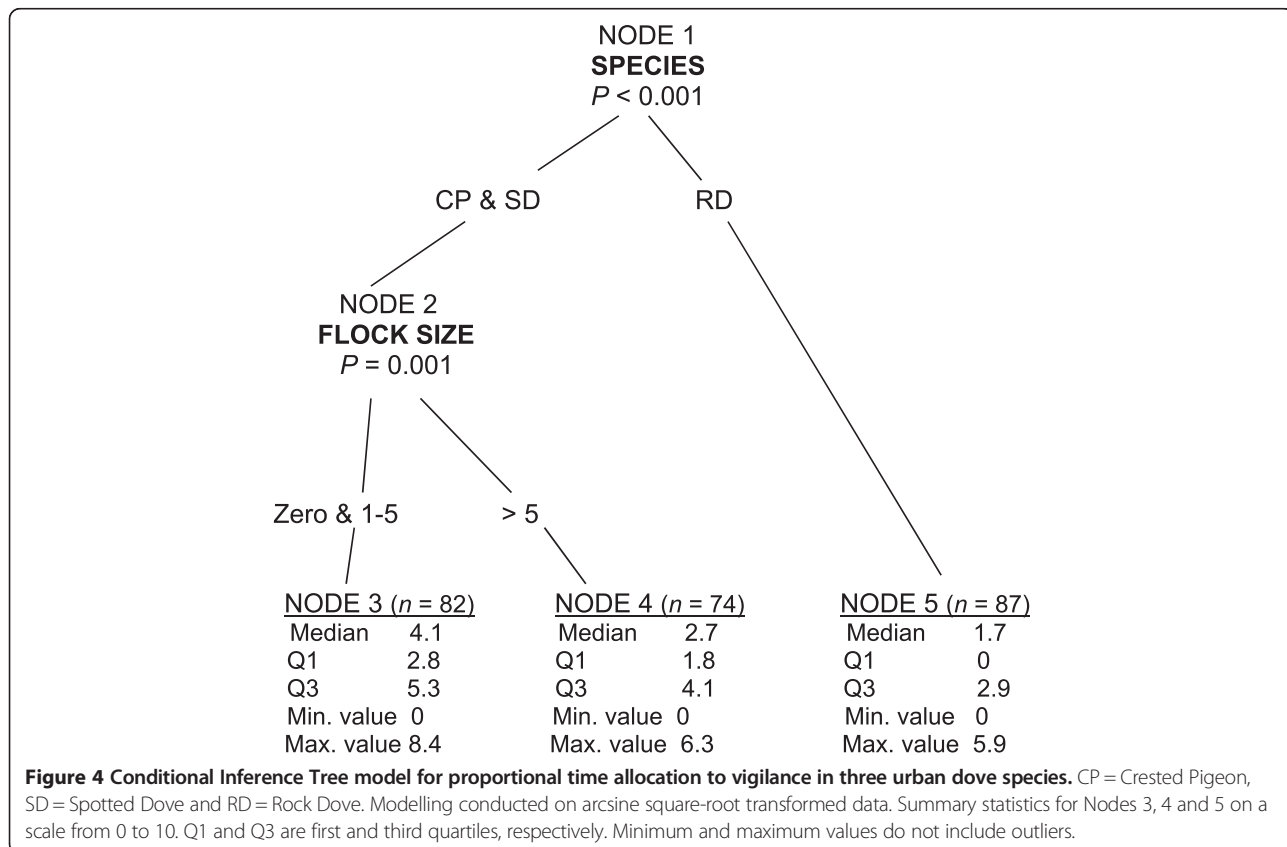 NODE 1
SPECIES
P < 0.001
CP & SD
RD
NODE 2
FLOCK SIZE
P = 0.001
Zero & 1-5
> 5
NODE 3 (n = 82)
Median 4.1
Q1 2.8
Q3 5.3
Min. value 0
Max. value 8.4
NODE 4 (n = 74)
Median 2.7
Q1 1.8
Q3 4.1
Min. value 0
Max. value 6.3
NODE 5 (n = 87)
Median 1.7
Q1 0
Q3 2.9
Min. value 0
Max. value 5.9
Figure 4 Conditional Inference Tree model for proportional time allocation to vigilance in three urban dove species. CP = Crested Pigeon,
SD = Spotted Dove and RD = Rock Dove. Modelling conducted on arcsine square-root transformed data. Summary statistics for Nodes 3, 4 and 5 on a
scale from 0 to 10. Q1 and Q3 are first and third quartiles, respectively. Minimum and maximum values do not include outliers.